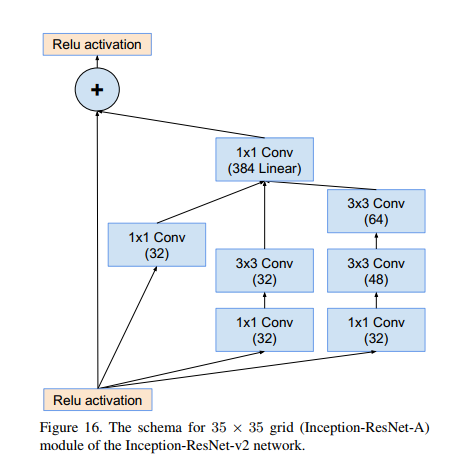 Relu activation
+
1x1 Conv
(384 Linear)
3x3 Conv
(64)
1x1 Conv
(32)
3x3 Conv
(32)
3x3 Conv
(48)
1x1 Conv
(32)
1x1 Conv
(32)
Relu activation
Figure 16. The schema for 35 × 35 grid (Inception-ResNet-A)
module of the Inception-ResNet-v2 network.